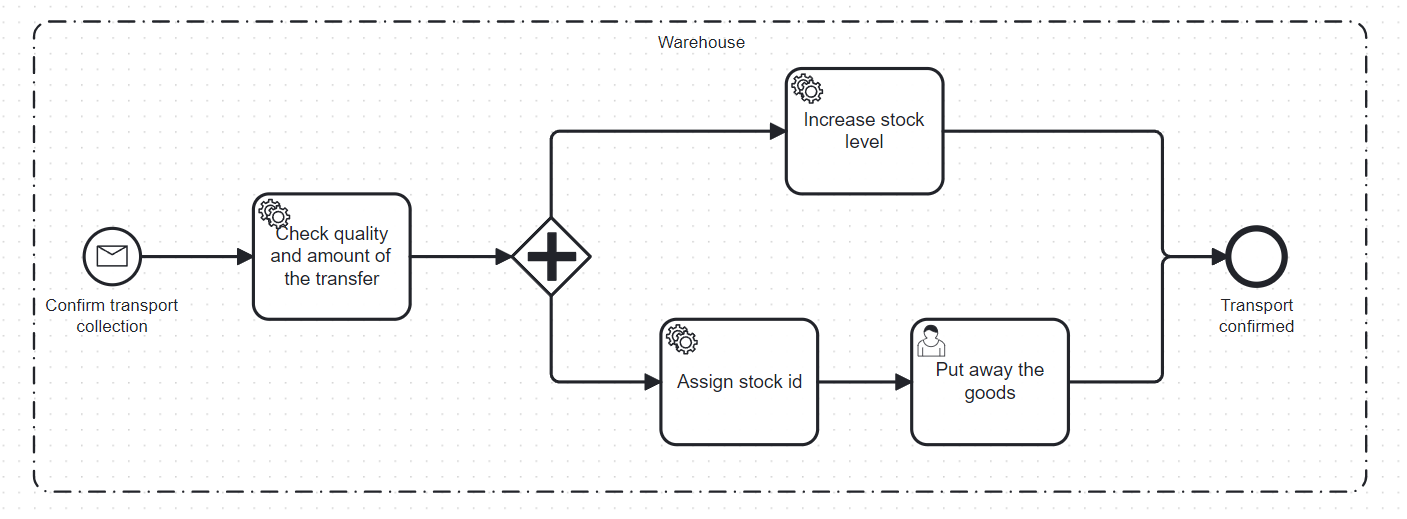 Warehouse
Increase stock
level
Check quality
and amount of
the transfer
Confirm transport
collection
Transport
confirmed
Assign stock id
Put away the
goods